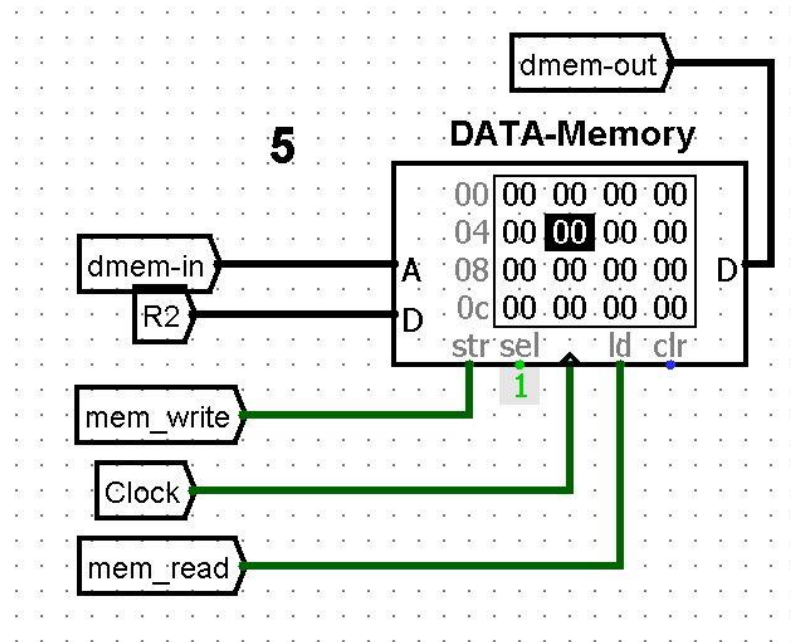 dmem-out
5
DATA-Memory
00 00 00 00 00
04 00 00 00 00
dmem-in
A 08 00 00 00 00 D
R2
D 0c 00 00 00 00
str sel ld clr
1
mem_write
Clock
mem_read